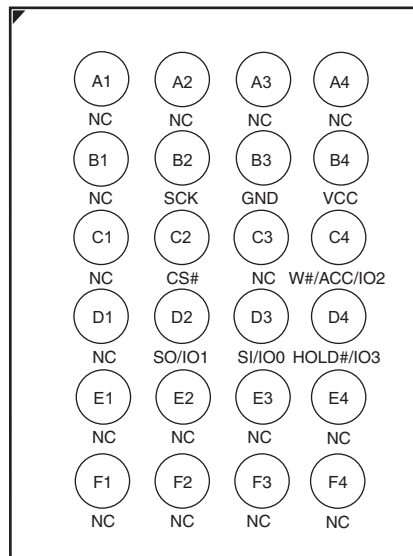 A1 A2 A3 A4
NC NC NC NC
B1 B2 B3 B4
NC SCK GND VCC
C1 C2 C3 C4
NC CS# NC W#/ACC/IO2
D1 D2 D3 D4
NC SO/IO1 SI/IO0 HOLD#/IO3
E1 E2 E3 E4
NC NC NC NC
F1 F2 F3 F4
NC NC NC NC